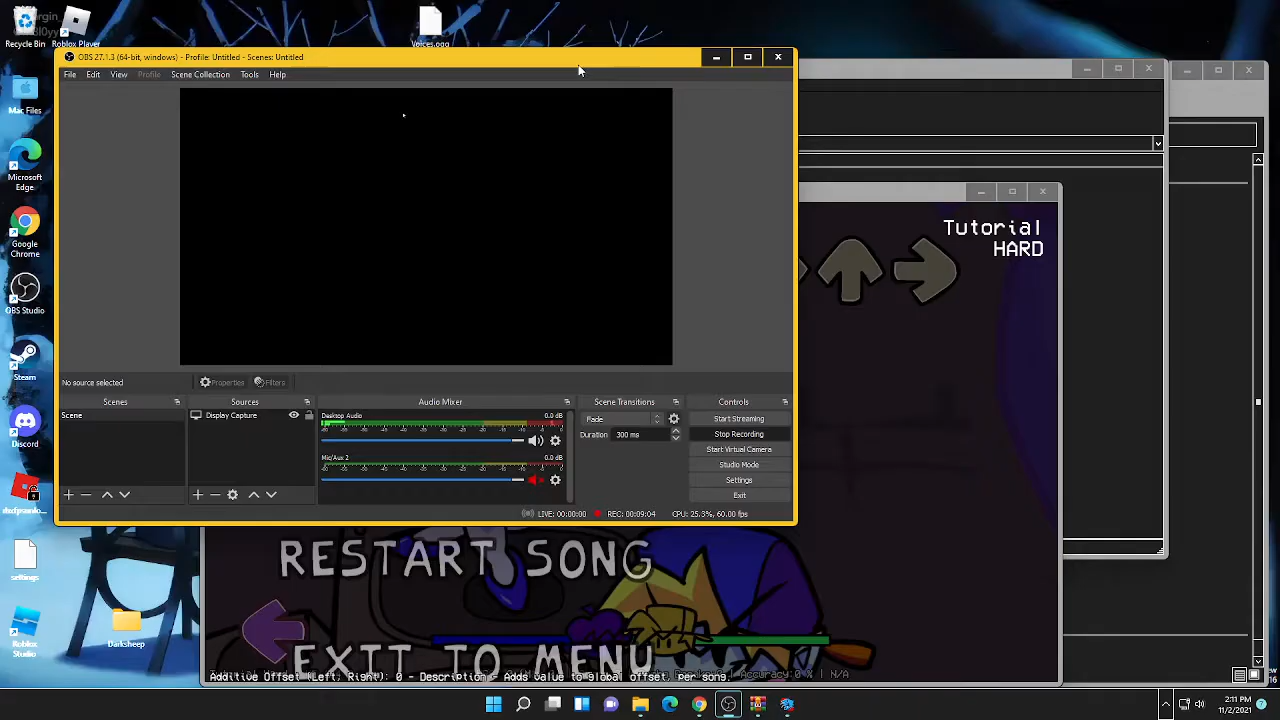 Recycle Bin
Roblox Player
Voices.ogg
OBS 27.1.3 (64-bit, windows) - Profile: Untitled - Scenes: Untitled
File Edit View Profile Scene Collection Tools Help
Mac Files
Microsoft Edge
Google Chrome
OBS Studio
Steam
Discord
settings
Roblox Studio
Darksheep
Tutorial
HARD
No source selected
Properties
Filters
Scenes
Sources
Audio Mixer
Scene Transitions
Controls
Scene
Display Capture
Desktop Audio
0.0 dB
Mic/Aux 2
0.0 dB
Fade
Duration 300 ms
Start Streaming
Stop Recording
Start Virtual Camera
Studio Mode
Settings
Exit
LIVE: 00:00:00
REC: 00:09:04
CPU: 25.3%, 60.00 fps
RESTART SONG
EXIT TO MENU
Additive Offset (Left, Right): 0 - Description - Adds value to global offset, per song.
Accuracy:0 % | N/A
2:11 PM
11/2/2021